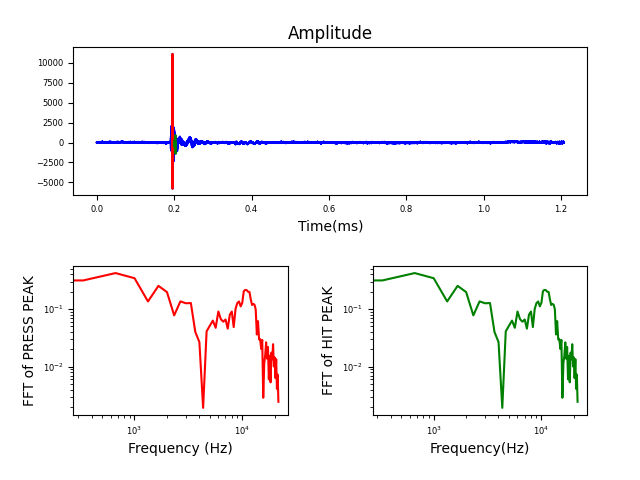 Amplitude
10000
7500
5000
2500
0
−2500
−5000
0.0 0.2 0.4 0.6 0.8 1.0 1.2
Time(ms)
FFT of PRESS PEAK
10⁻¹
10⁻²
10³ 10⁴
Frequency (Hz)
FFT of HIT PEAK
10⁻¹
10⁻²
10³ 10⁴
Frequency(Hz)